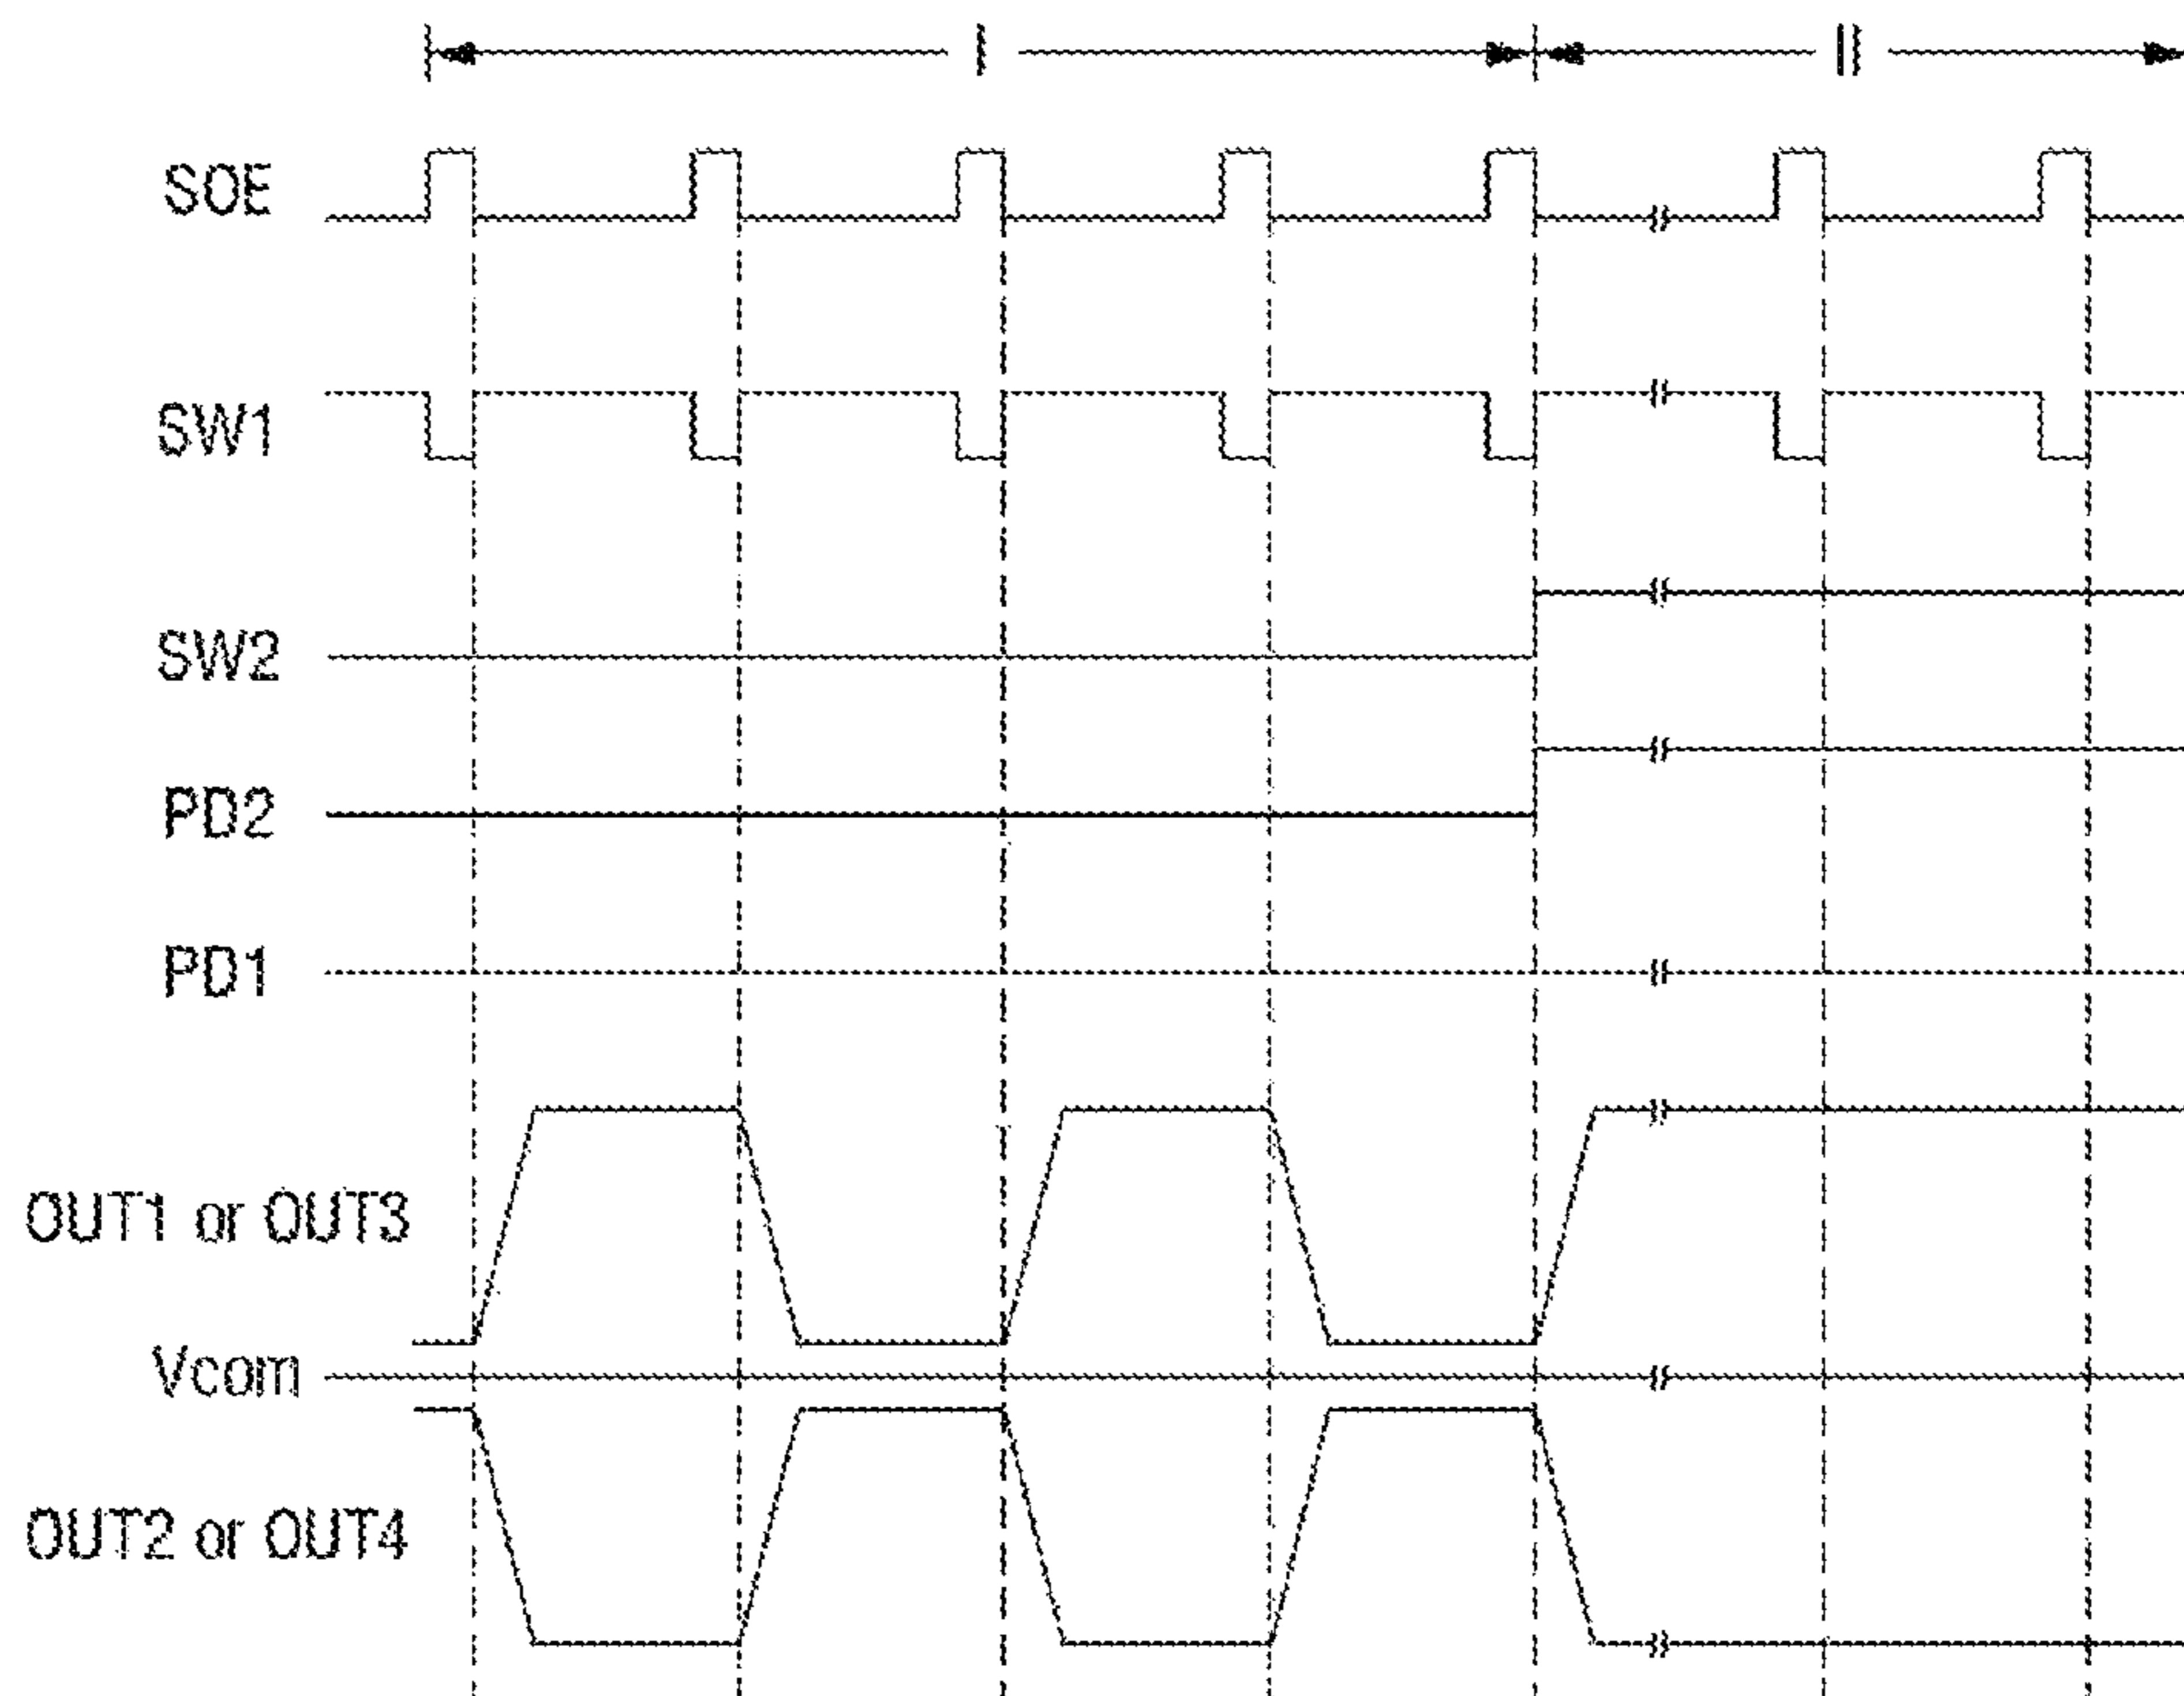 I
II
SOE
SW1
SW2
PD2
PD1
OUT1 or OUT3
Vcom
OUT2 or OUT4